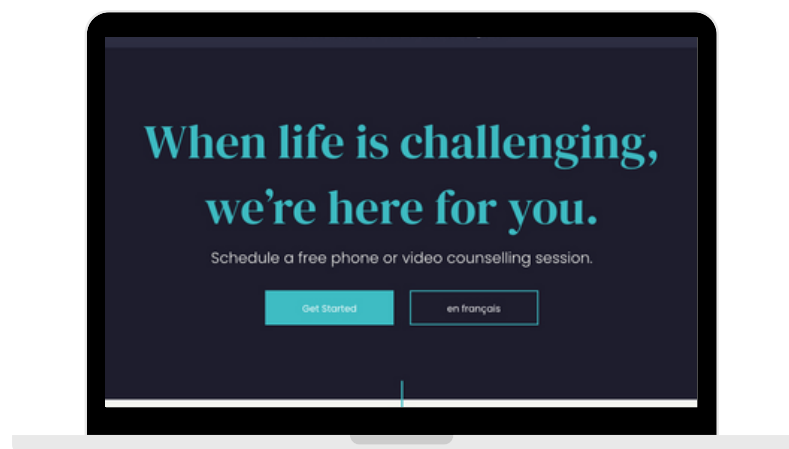 When life is challenging,
we’re here for you.
Schedule a free phone or video counselling session.
Get Started
en français